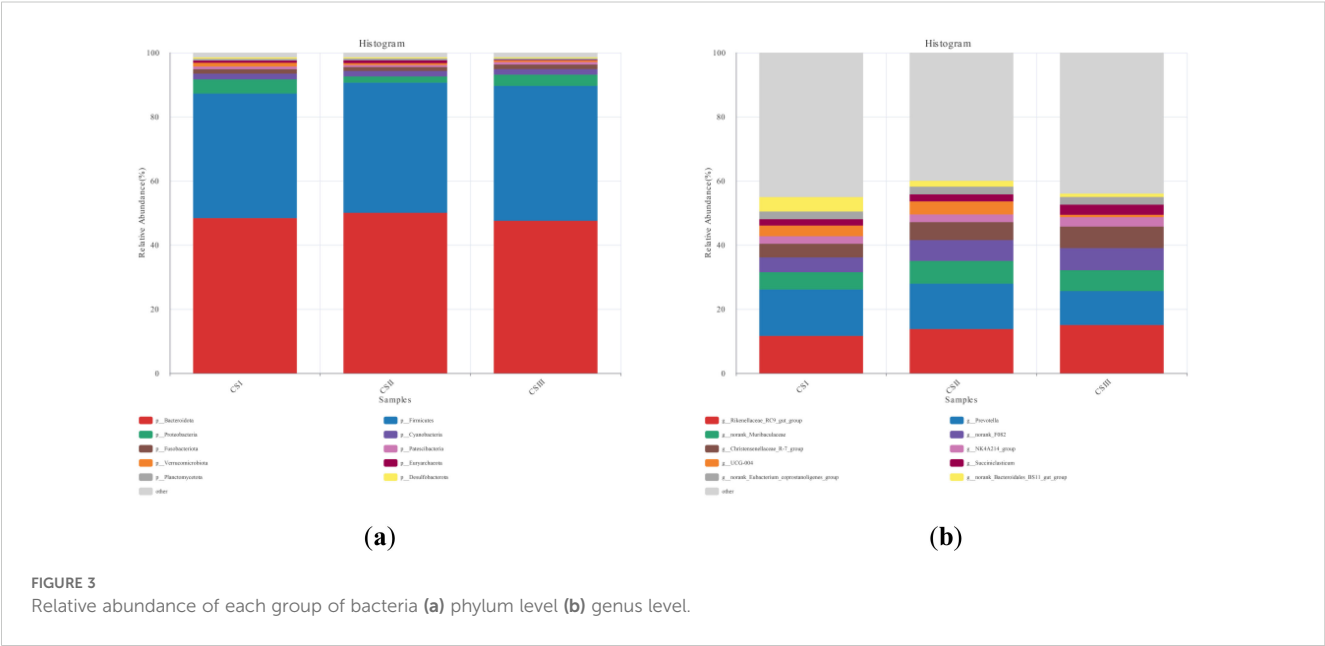 Histogram
Relative Abundance(%)
100
80
60
40
20
0
CSI
CSII
CSIII
Samples
p__Bacteroidota
p__Firmicutes
p__Proteobacteria
p__Cyanobacteria
p__Fusobacteriota
p__Patescibacteria
p__Verrucomicrobiota
p__Euryarchaeota
p__Planctomycetota
p__Desulfobacterota
other
(a)
Histogram
Relative Abundance(%)
100
80
60
40
20
0
CSI
CSII
CSIII
Samples
g__Rikenellaceae_RC9_gut_group
g__Prevotella
g__norank_Muribaculaceae
g__norank_F082
g__Christensenellaceae_R-7_group
g__NK4A214_group
g__UCG-004
g__Succiniclasticum
g__norank_Eubacterium_coprostanoligenes_group
g__norank_Bacteroidales_BS11_gut_group
other
(b)
FIGURE 3
Relative abundance of each group of bacteria (a) phylum level (b) genus level.